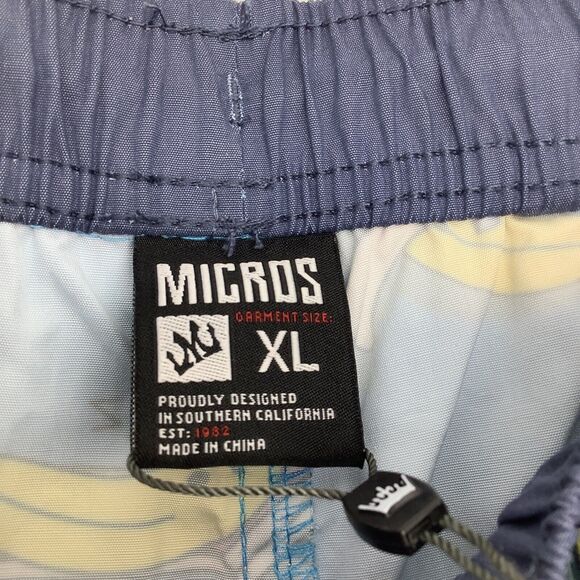 MICROS
GARMENT SIZE:
XL
PROUDLY DESIGNED
IN SOUTHERN CALIFORNIA
EST: 1982
MADE IN CHINA